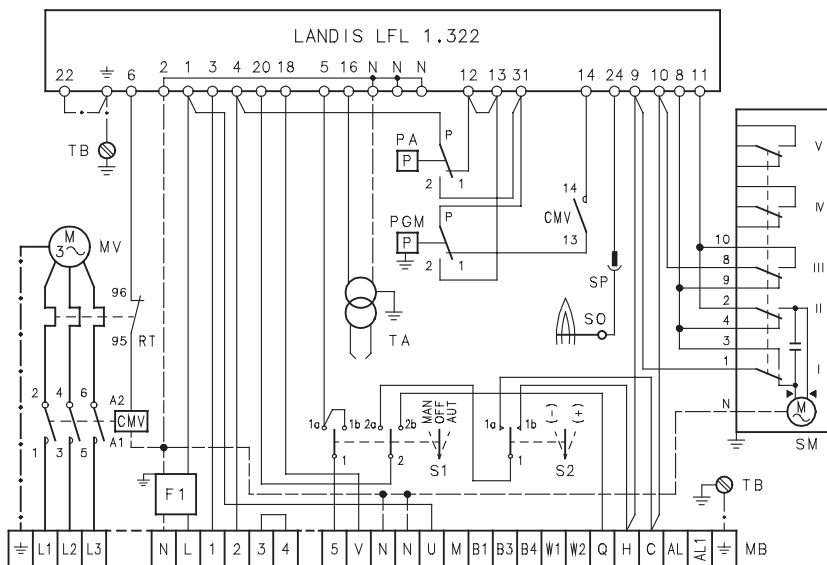 LANDIS LFL 1.322
22 6 2 1 3 4 20 18 5 16 N N N 12 13 31 14 24 9 10 8 11
TB
PA P P
2 1
14
CMV
13
PGM P P
2 1
V
IV
10
8 III
9
2 II
4
3
1 I
N M
SM
M
3 MV
96
95 RT
SP
SO
TA
2 4 6 A2
CMV
1 3 5 A1
1a 1b 2a 2b
MAN OFF AUT
1 2 S1
1a 1b
(-) (+)
1 S2
F1
TB
L1 L2 L3 N L 1 2 3 4 5 V N N U M B1 B3 B4 W1 W2 Q H C AL AL1 MB